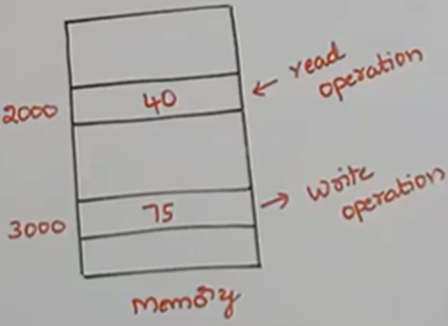 read
operation
2000
40
write
operation
3000
75
memory